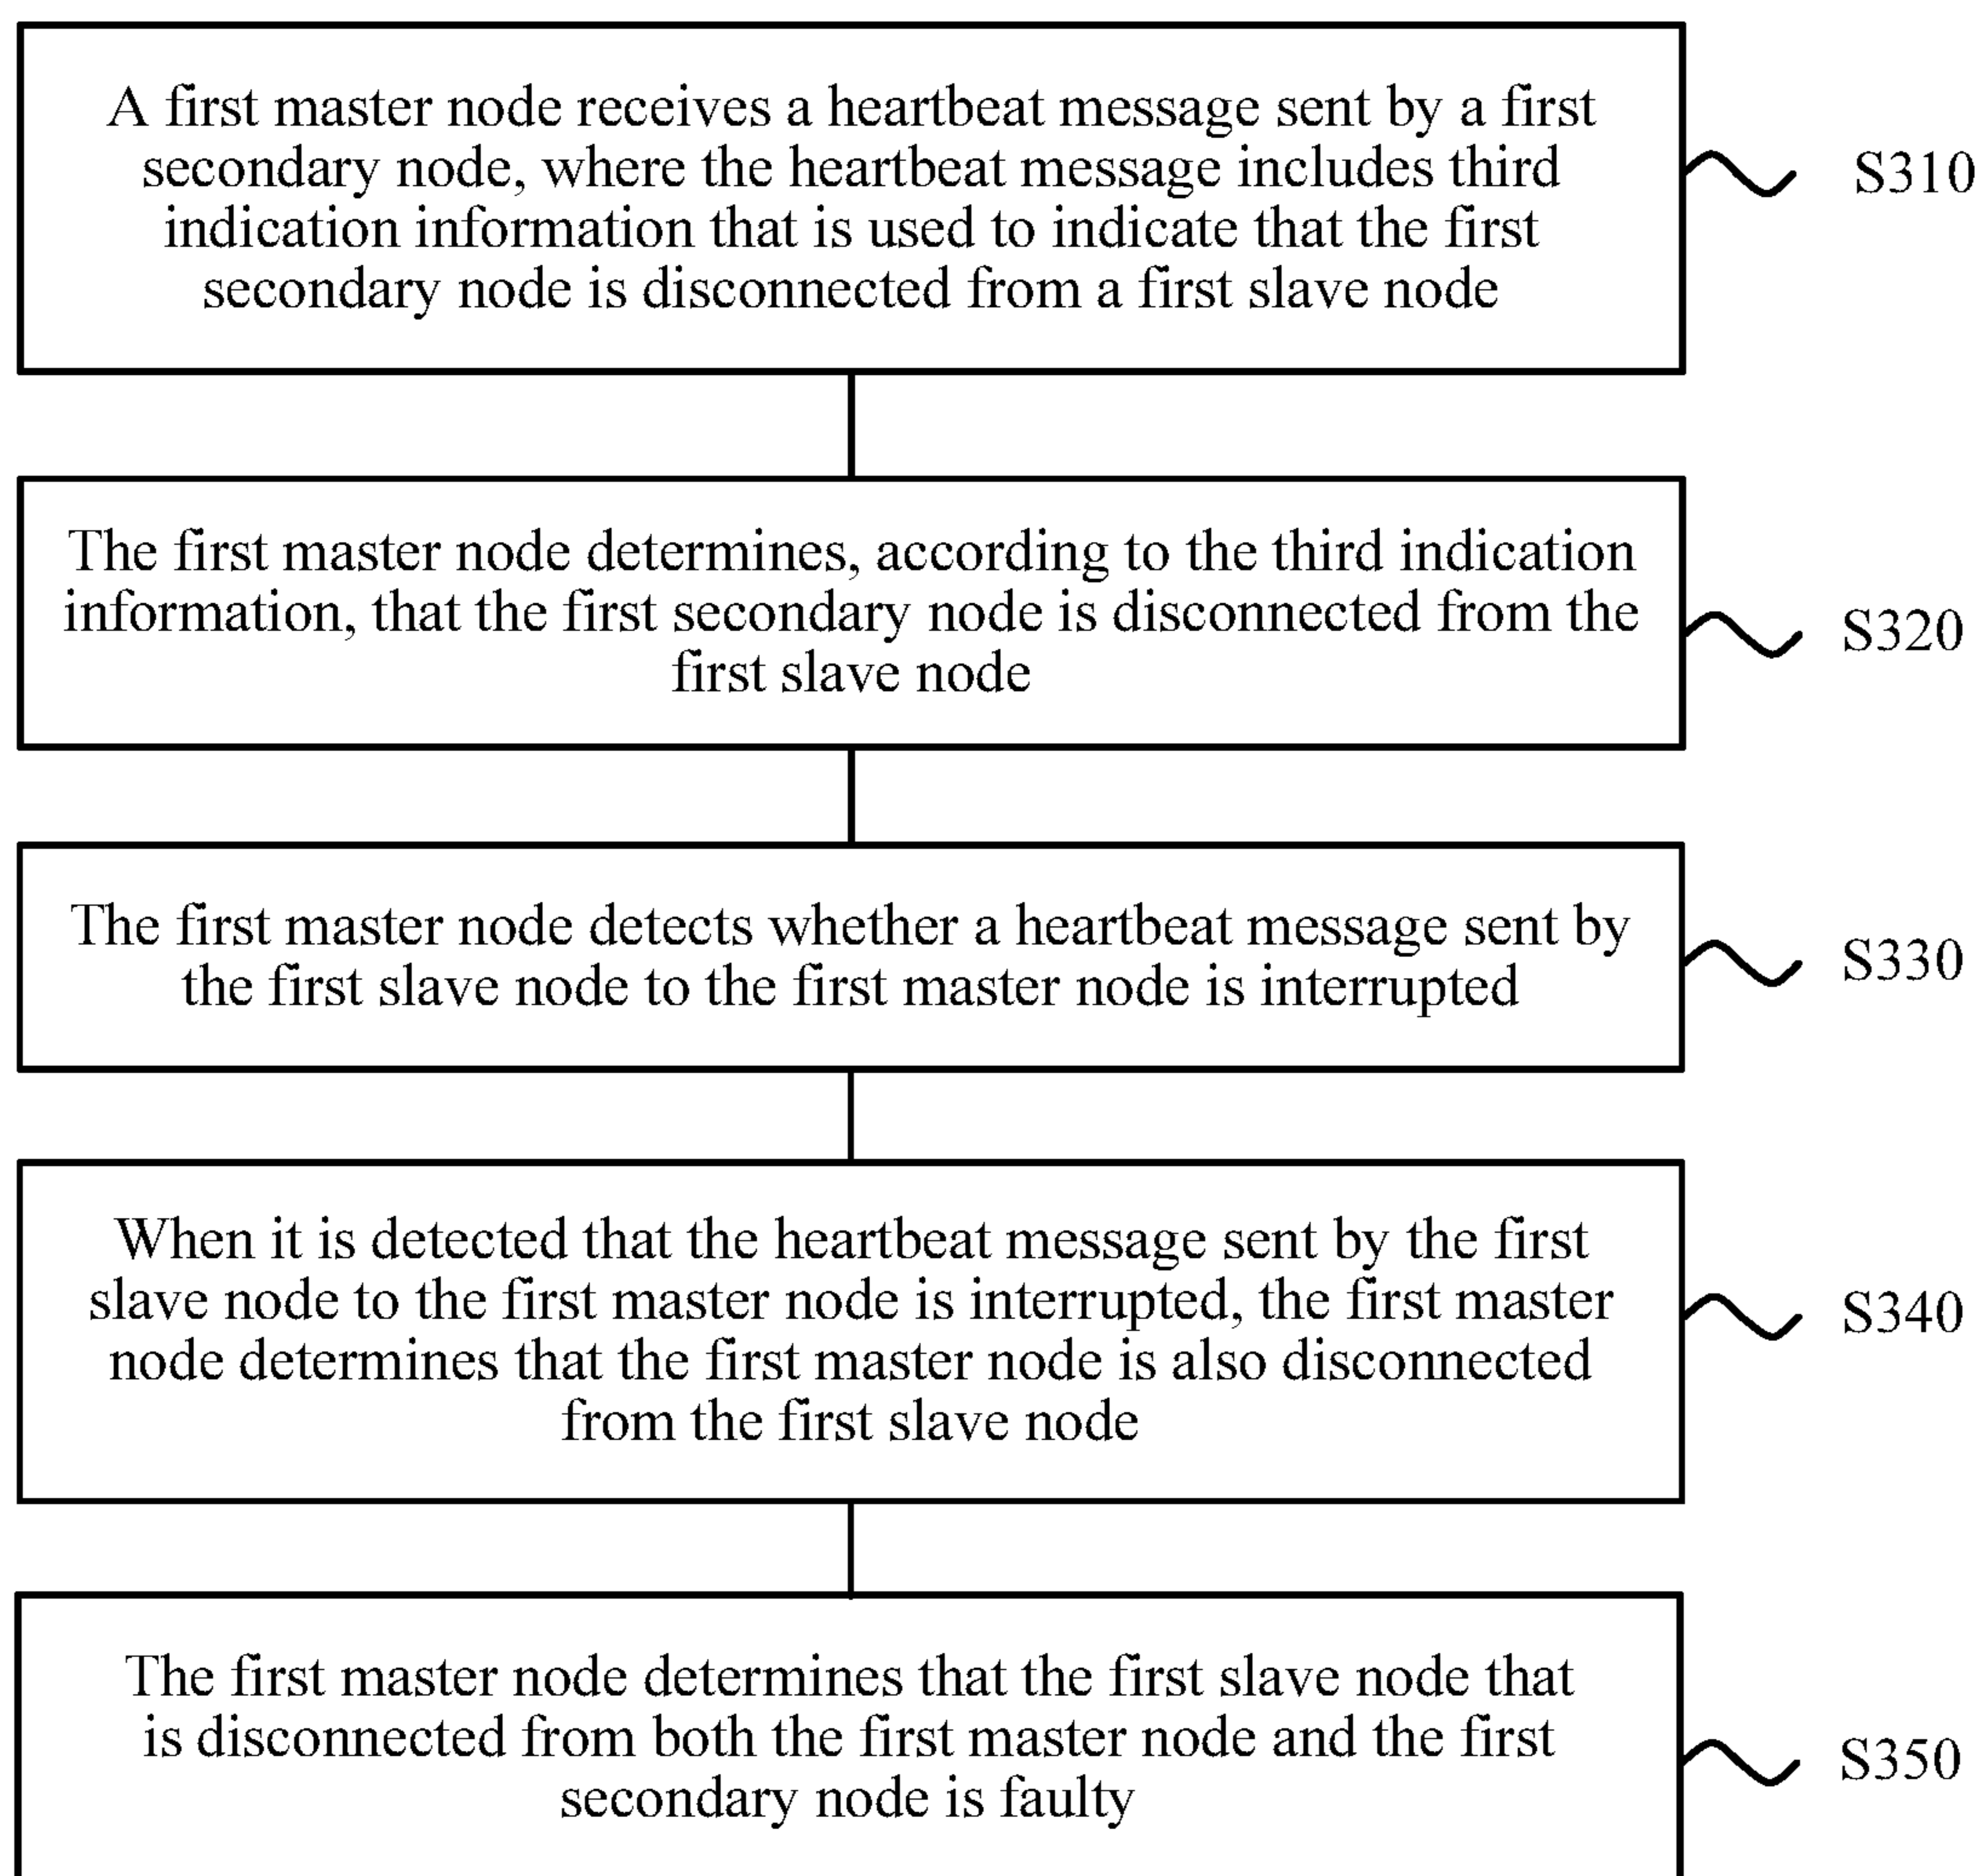 A first master node receives a heartbeat message sent by a first
secondary node, where the heartbeat message includes third
indication information that is used to indicate that the first
secondary node is disconnected from a first slave node
S310
The first master node determines, according to the third indication
information, that the first secondary node is disconnected from the
first slave node
S320
The first master node detects whether a heartbeat message sent by
the first slave node to the first master node is interrupted
S330
When it is detected that the heartbeat message sent by the first
slave node to the first master node is interrupted, the first master
node determines that the first master node is also disconnected
from the first slave node
S340
The first master node determines that the first slave node that
is disconnected from both the first master node and the first
secondary node is faulty
S350